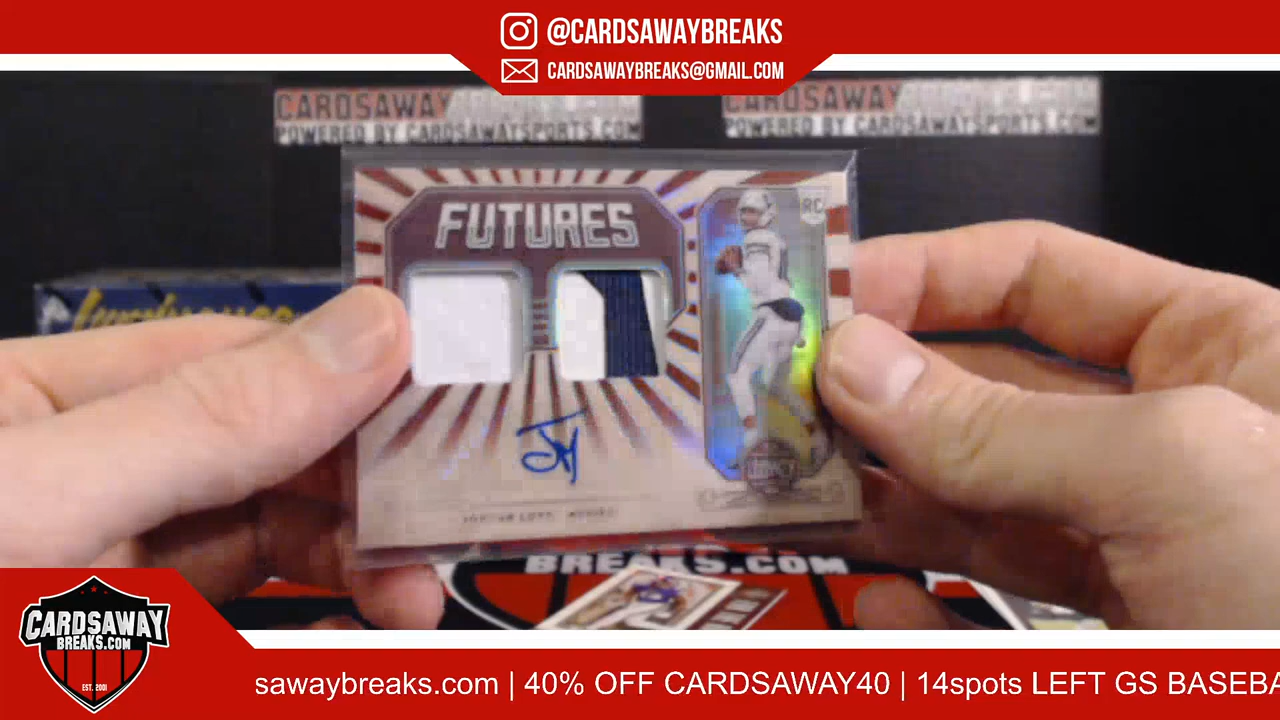 @CARDSAWAYBREAKS
CARDSAWAYBREAKS@GMAIL.COM
CARDSAWAY
POWERED BY CARDSAWAYSPORTS.COM
CARDSAWAY
POWERED BY CARDSAWAYSPORTS.COM
FUTURES
RC
BREAKS.COM
CARDSAWAY
BREAKS.COM
EST. 2001
sawaybreaks.com | 40% OFF CARDSAWAY40 | 14spots LEFT GS BASEBA